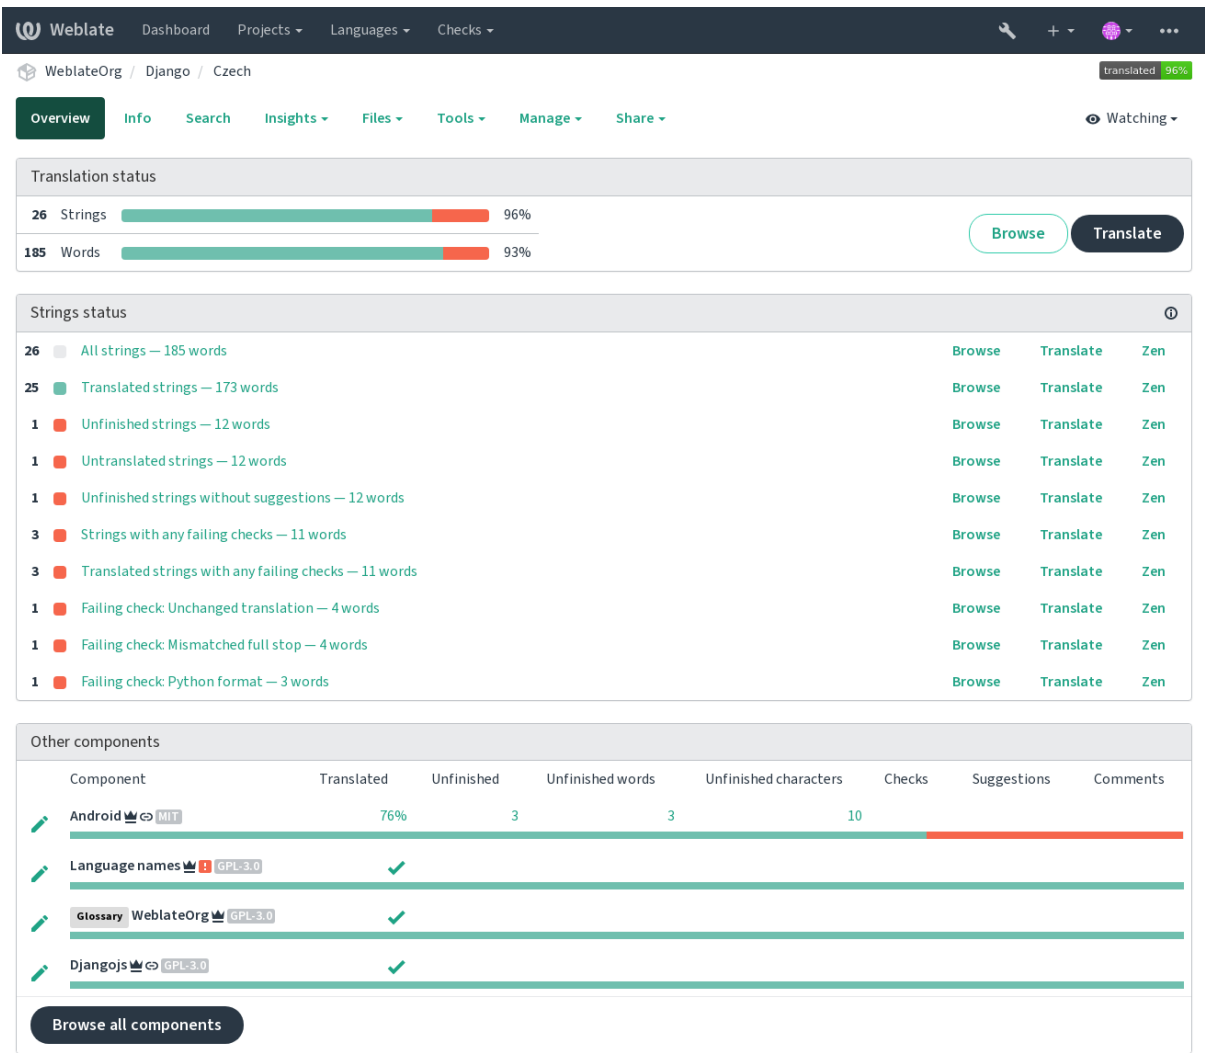 Weblate Dashboard Projects Languages Checks
WeblateOrg / Django / Czech translated 96%
Overview Info Search Insights Files Tools Manage Share Watching
Translation status
26 Strings 96%
185 Words 93%
Browse Translate
Strings status
26 All strings — 185 words Browse Translate Zen
25 Translated strings — 173 words Browse Translate Zen
1 Unfinished strings — 12 words Browse Translate Zen
1 Untranslated strings — 12 words Browse Translate Zen
1 Unfinished strings without suggestions — 12 words Browse Translate Zen
3 Strings with any failing checks — 11 words Browse Translate Zen
3 Translated strings with any failing checks — 11 words Browse Translate Zen
1 Failing check: Unchanged translation — 4 words Browse Translate Zen
1 Failing check: Mismatched full stop — 4 words Browse Translate Zen
1 Failing check: Python format — 3 words Browse Translate Zen
Other components
Component Translated Unfinished Unfinished words Unfinished characters Checks Suggestions Comments
Android MIT 76% 3 3 10
Language names GPL-3.0
Glossary WeblateOrg GPL-3.0
Djangojs GPL-3.0
Browse all components